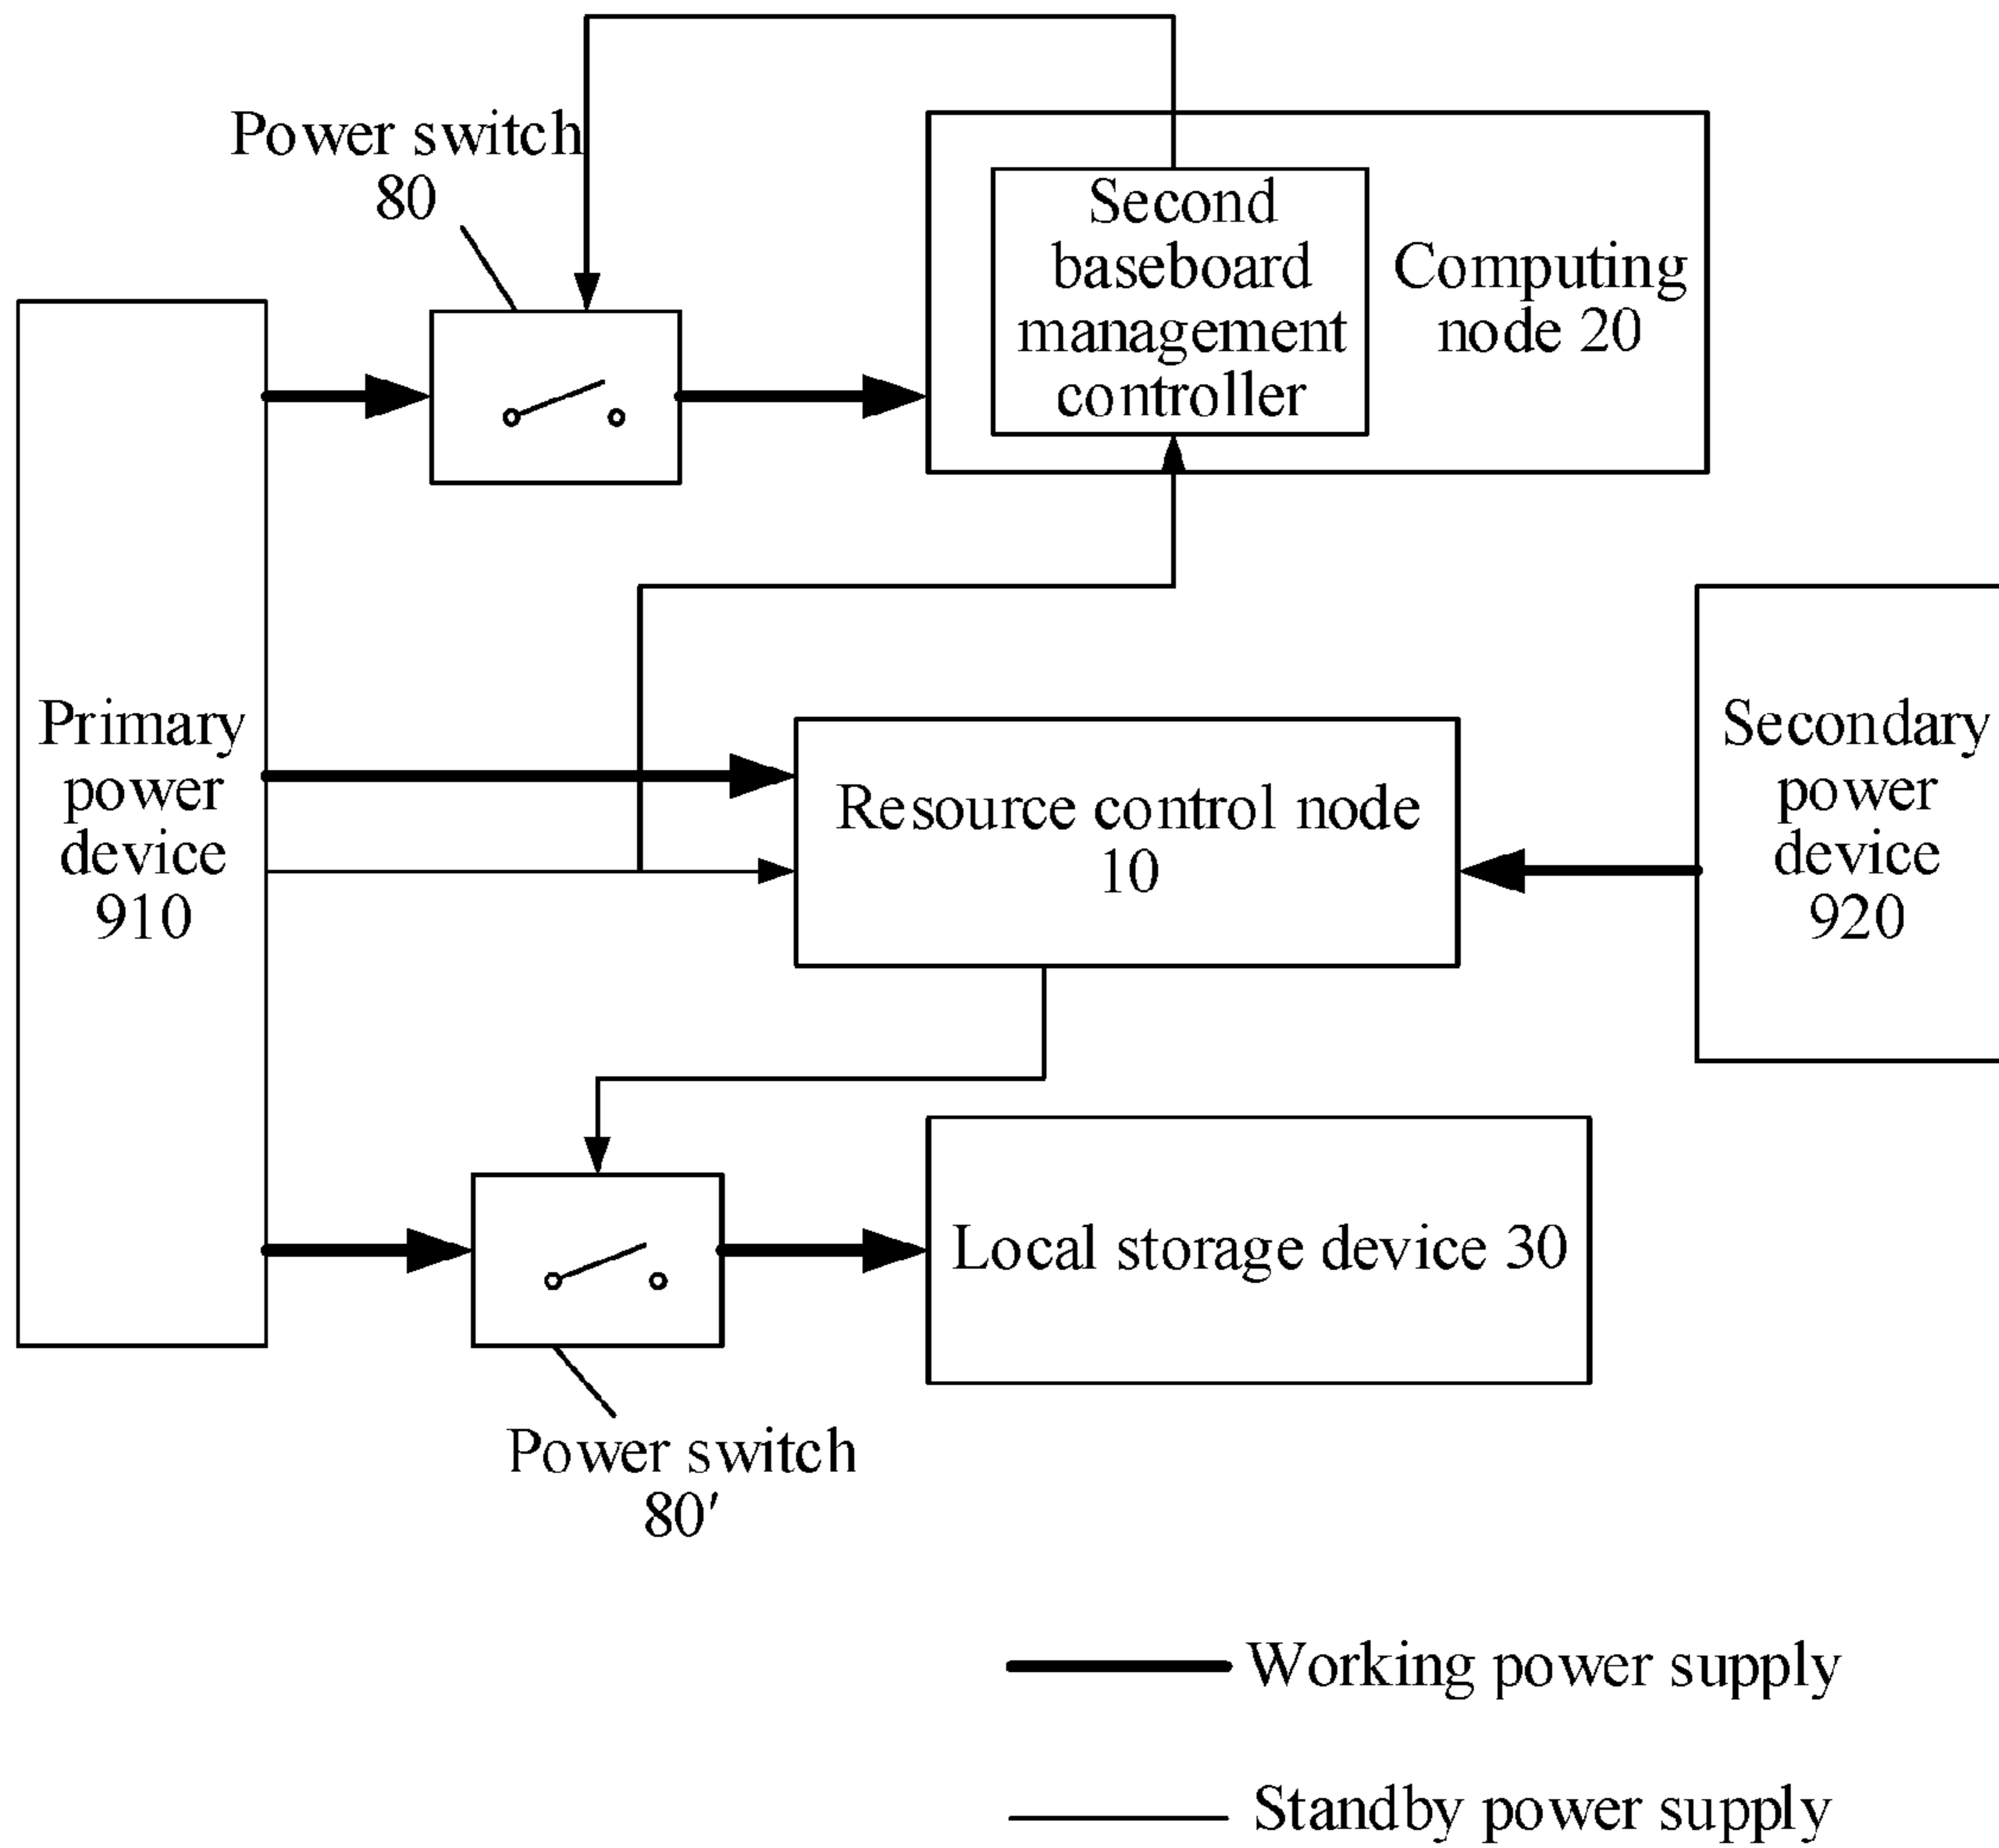 Power switch
80
Second
baseboard
management
controller
Computing
node 20
Primary
power
device
910
Resource control node
10
Secondary
power
device
920
Local storage device 30
Power switch
80′
Working power supply
Standby power supply